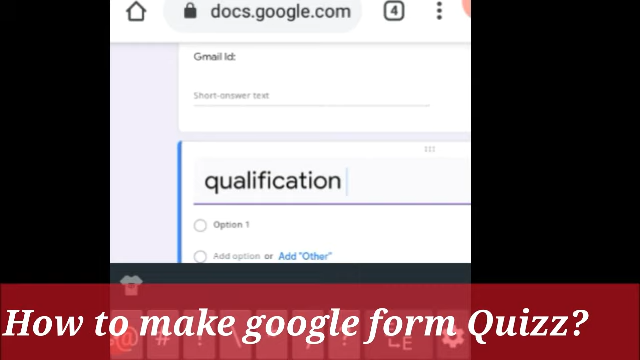 docs.google.com
4
Gmail Id:
Short-answer text
qualification
Option 1
Add option or Add "Other"
How to make google form Quizz?